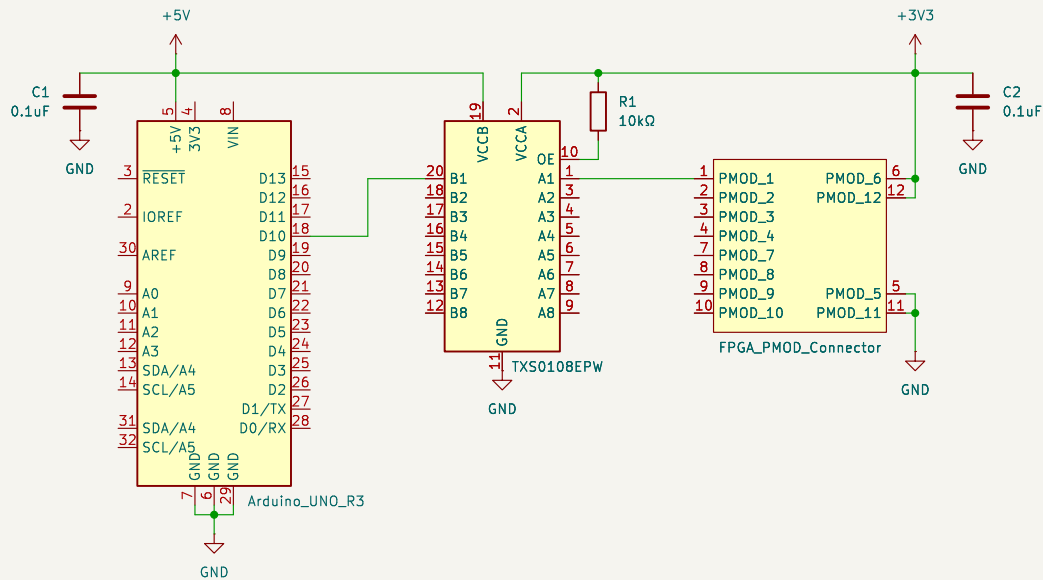 +5V
+3V3
C1
0.1uF
GND
C2
0.1uF
GND
R1
10kΩ
5
4
8
+5V
3V3
VIN
3
RESET
2
IOREF
30
AREF
9
A0
10
A1
11
A2
12
A3
13
SDA/A4
14
SCL/A5
31
SDA/A4
32
SCL/A5
D13
15
D12
16
D11
17
D10
18
D9
19
D8
20
D7
21
D6
22
D5
23
D4
24
D3
25
D2
26
D1/TX
27
D0/RX
28
GND
GND
GND
7
6
29
Arduino_UNO_R3
GND
19
2
VCCB
VCCA
OE
10
20
B1
A1
1
18
B2
A2
3
17
B3
A3
4
16
B4
A4
5
15
B5
A5
6
14
B6
A6
7
13
B7
A7
8
12
B8
A8
9
GND
11
TXS0108EPW
GND
1
PMOD_1
PMOD_6
6
2
PMOD_2
PMOD_12
12
3
PMOD_3
4
PMOD_4
7
PMOD_7
8
PMOD_8
9
PMOD_9
PMOD_5
5
10
PMOD_10
PMOD_11
11
FPGA_PMOD_Connector
GND